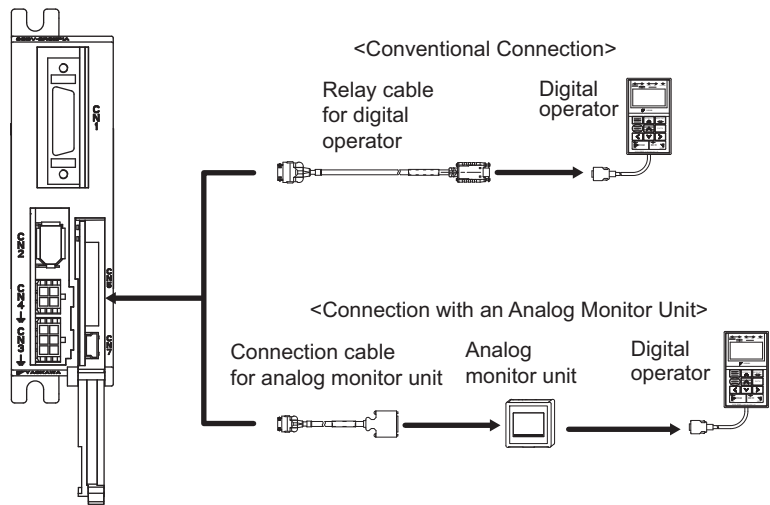 <Conventional Connection>
Relay cable
for digital
operator
Digital
operator
CN1
CN2
CN4
CN3
CN7
YASKAWA
<Connection with an Analog Monitor Unit>
Connection cable
for analog monitor unit
Analog
monitor unit
Digital
operator